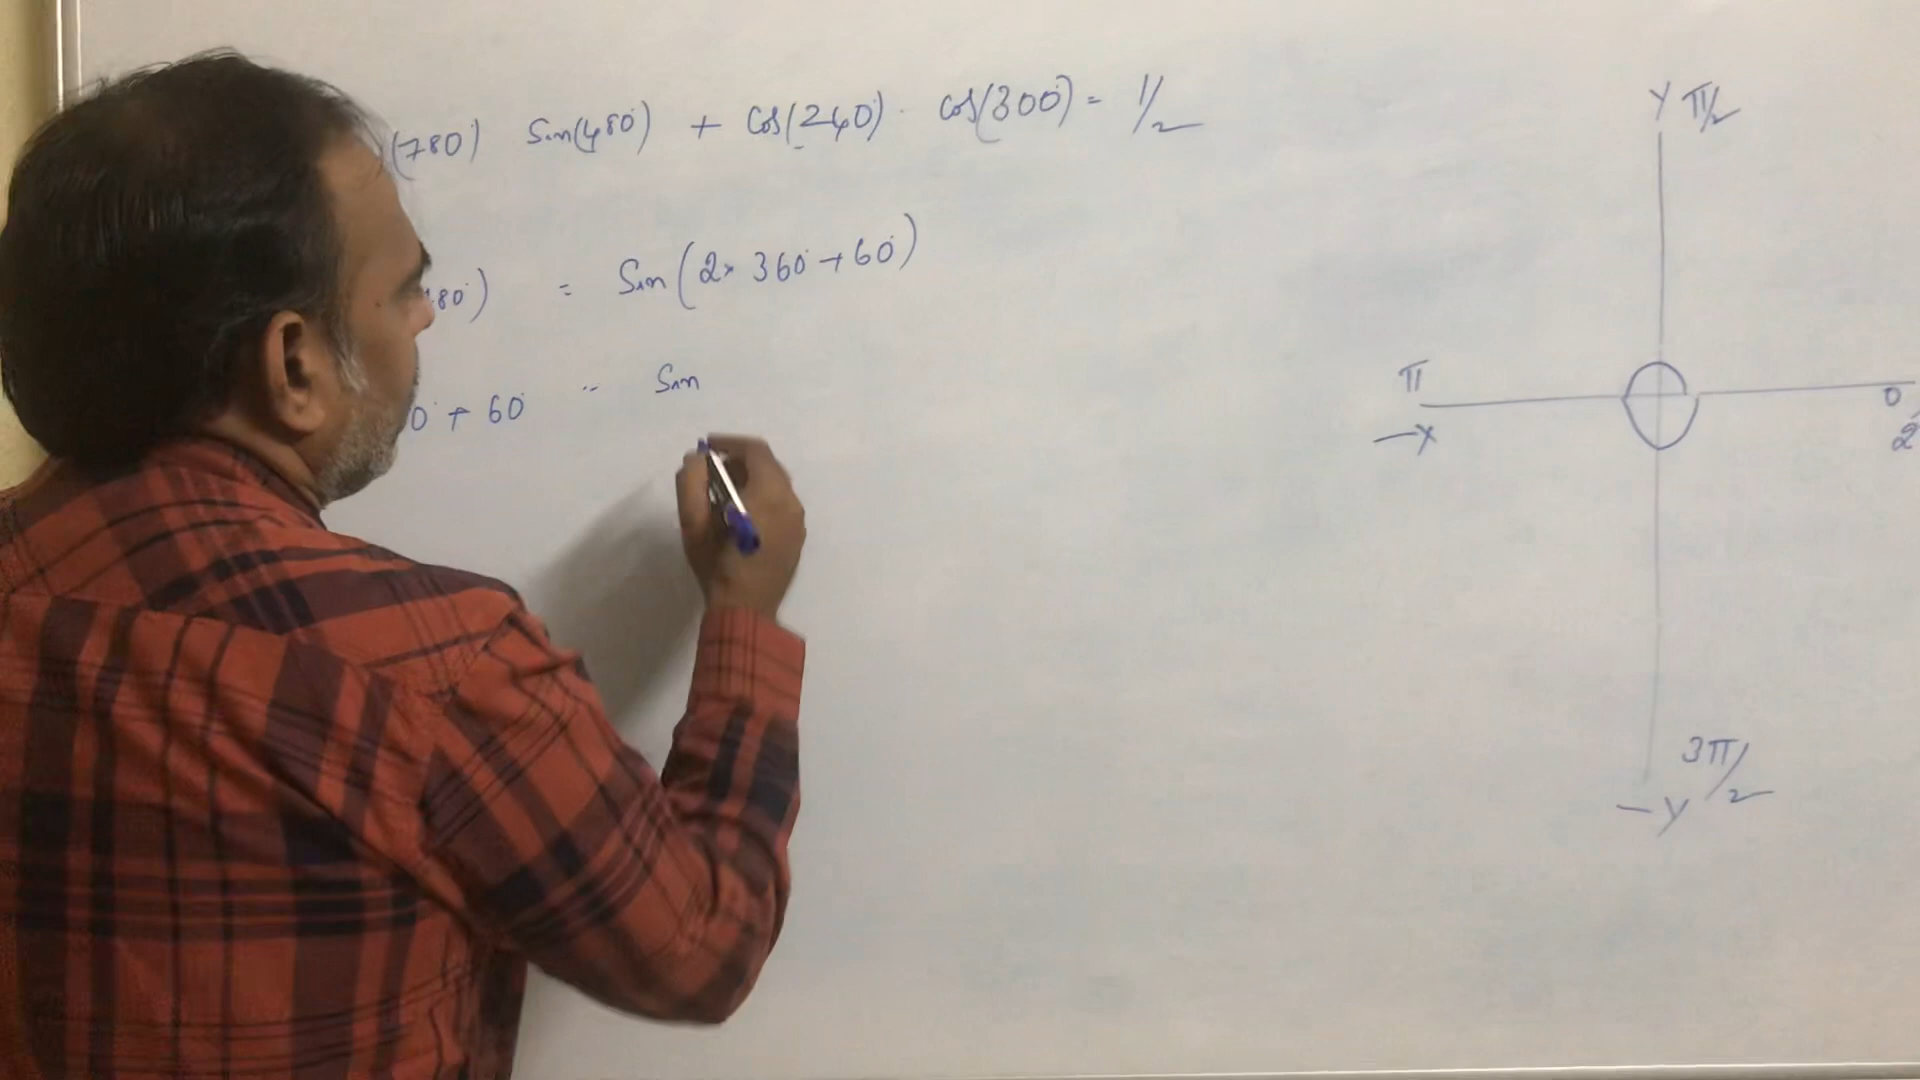 (780°) Sin(480°) + Cos(240°) · Cos(300°) = 1/2
80°) = Sin(2× 360° + 60°)
0° + 60° = Sin
Y π/2
π 0
-X 2
3π/2
-Y